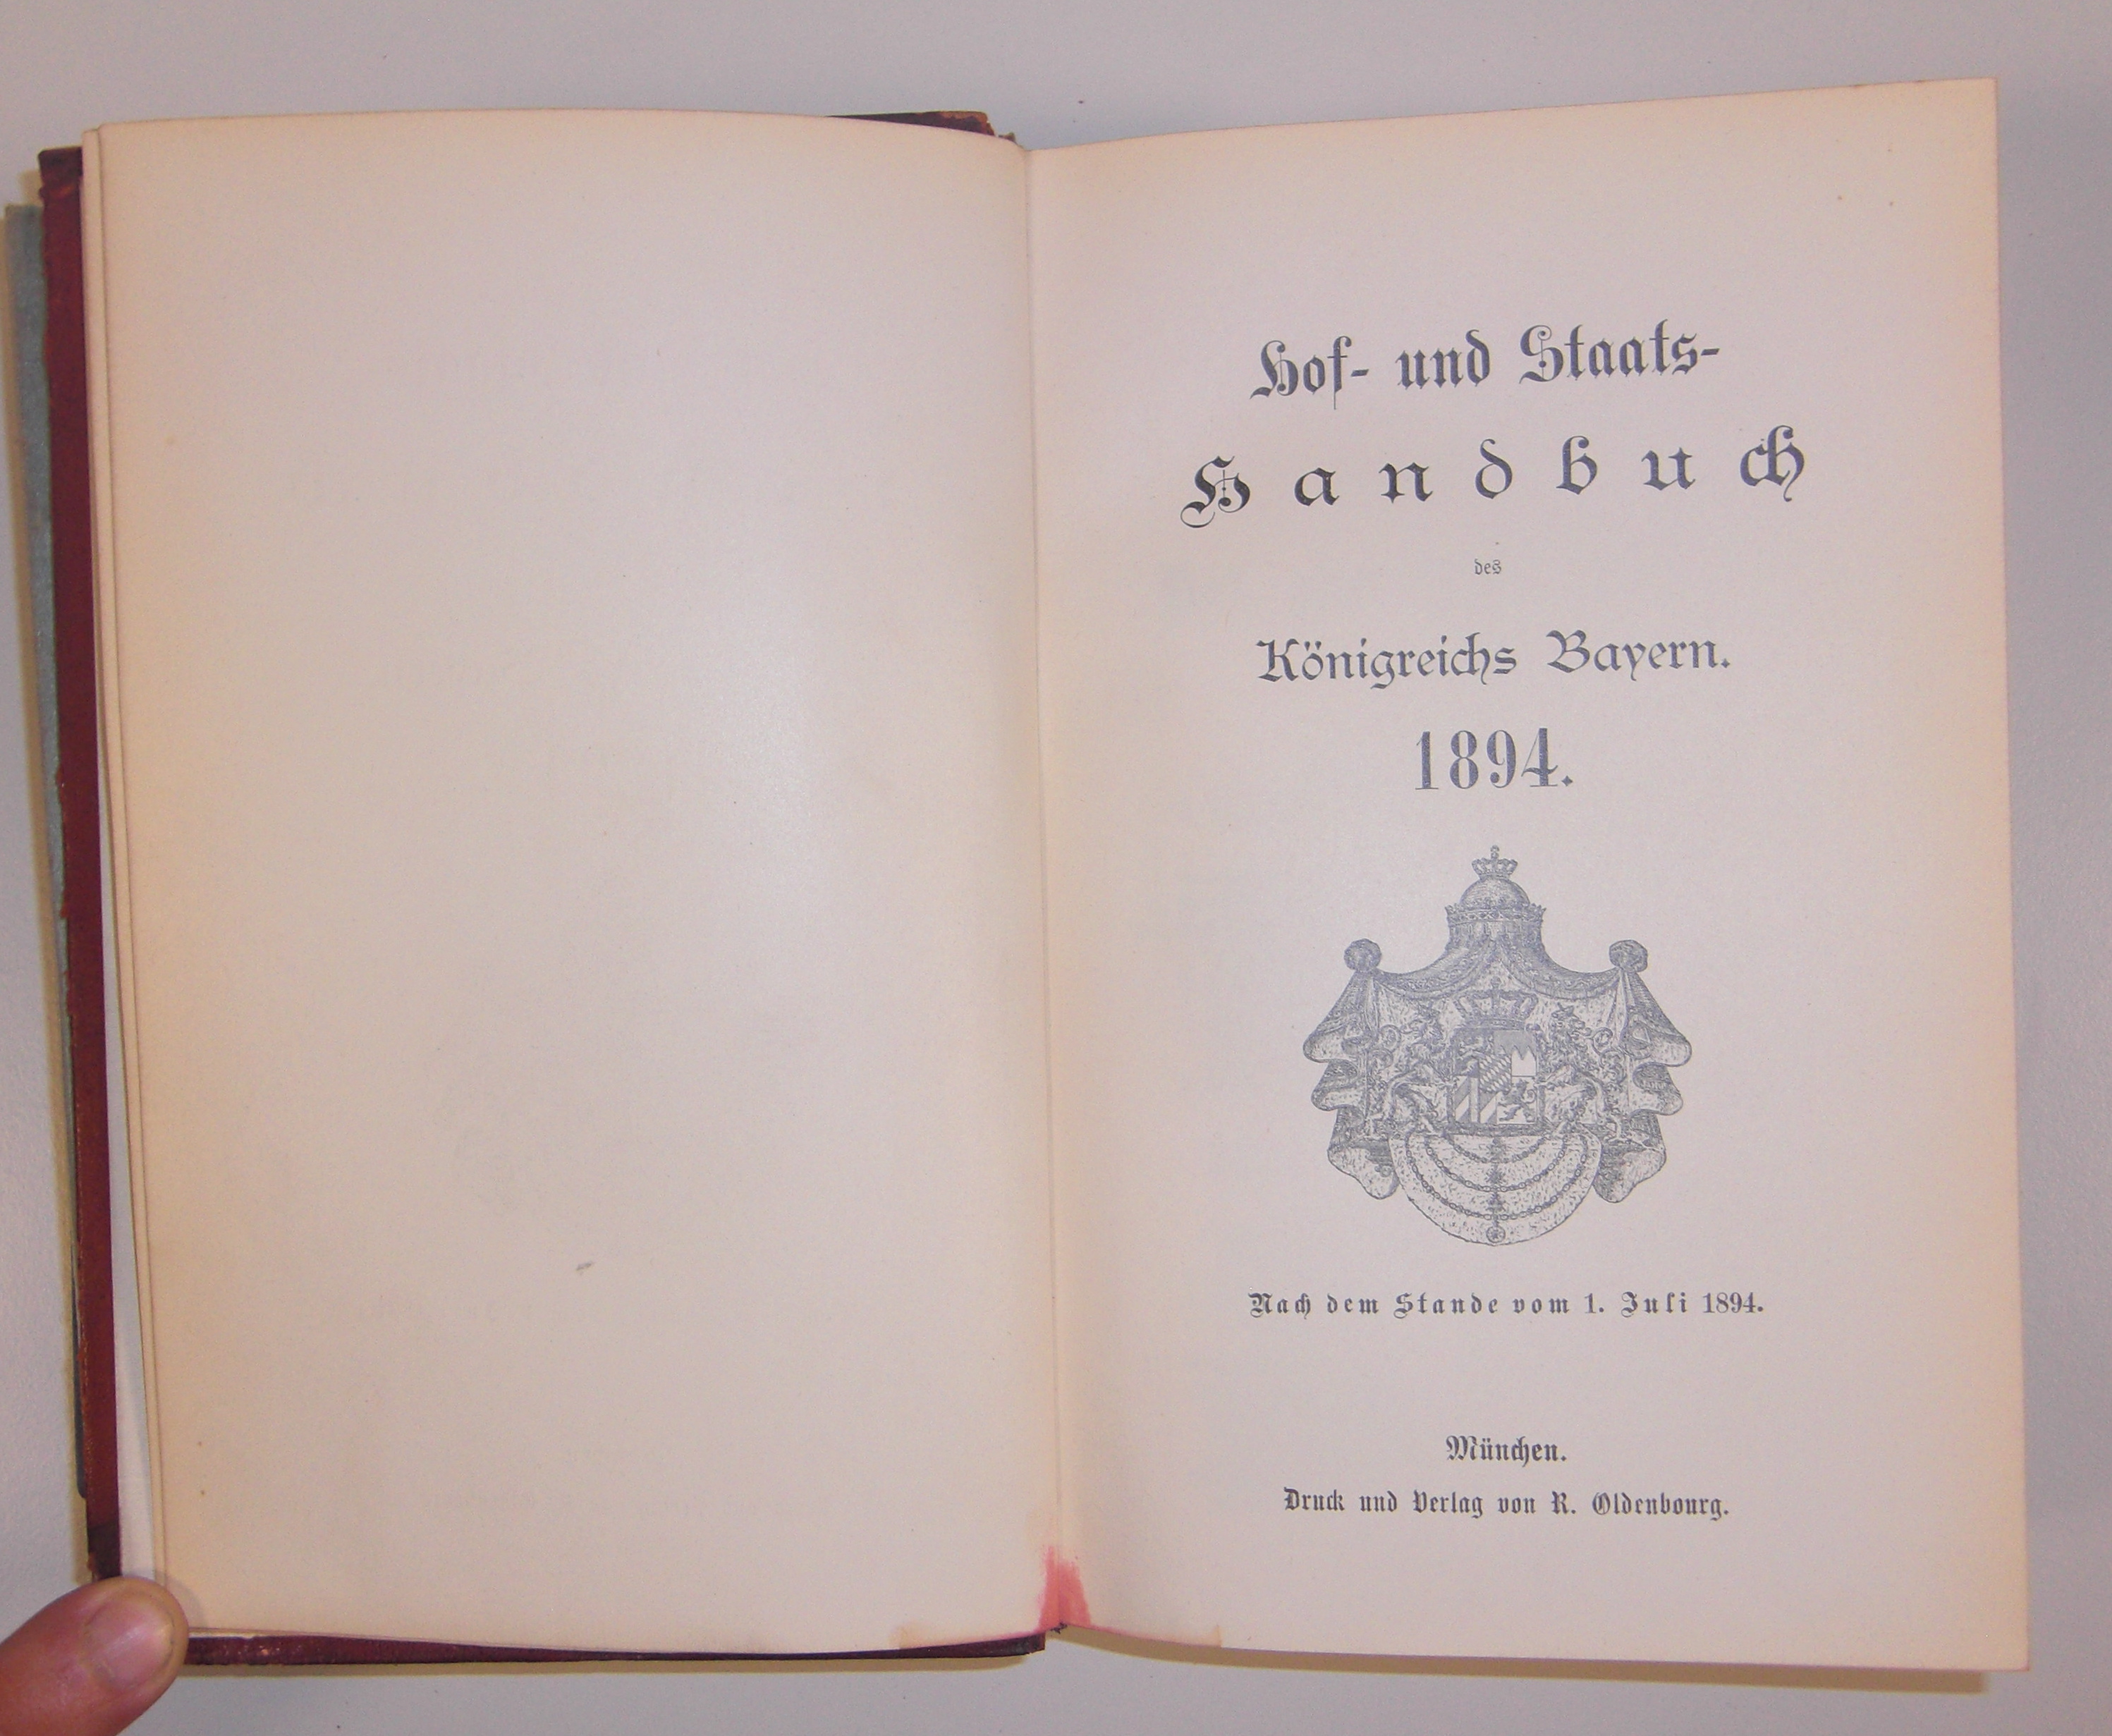 Hof- und Staats-
Handbuch
des
Königreichs Bayern.
1894.
Nach dem Stande vom 1. Juli 1894.
München.
Druck und Verlag von R. Oldenbourg.